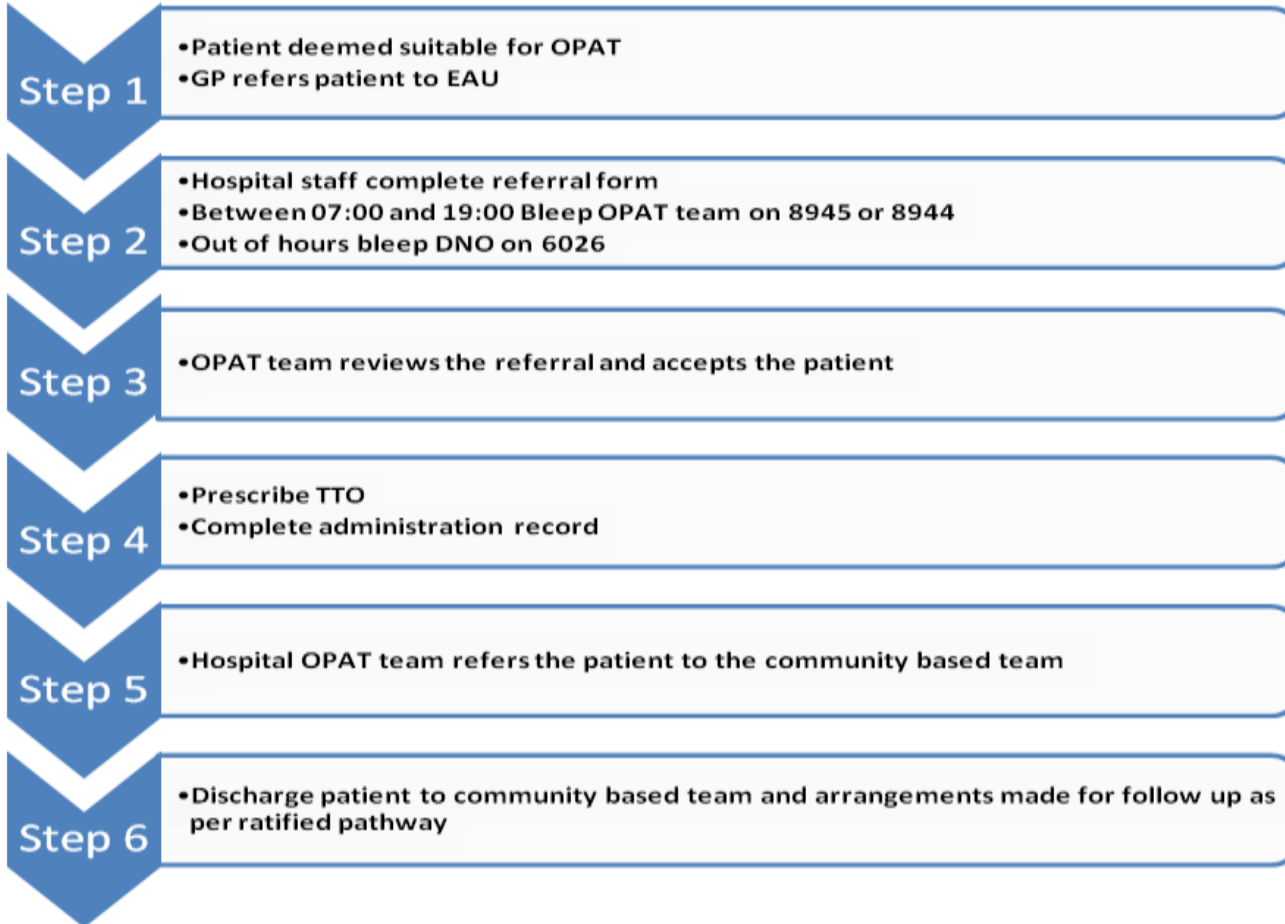 Step 1
•Patient deemed suitable for OPAT
•GP refers patient to EAU
Step 2
•Hospital staff complete referral form
•Between 07:00 and 19:00 Bleep OPAT team on 8945 or 8944
•Out of hours bleep DNO on 6026
Step 3
•OPAT team reviews the referral and accepts the patient
Step 4
•Prescribe TTO
•Complete administration record
Step 5
•Hospital OPAT team refers the patient to the community based team
Step 6
•Discharge patient to community based team and arrangements made for follow up as
per ratified pathway